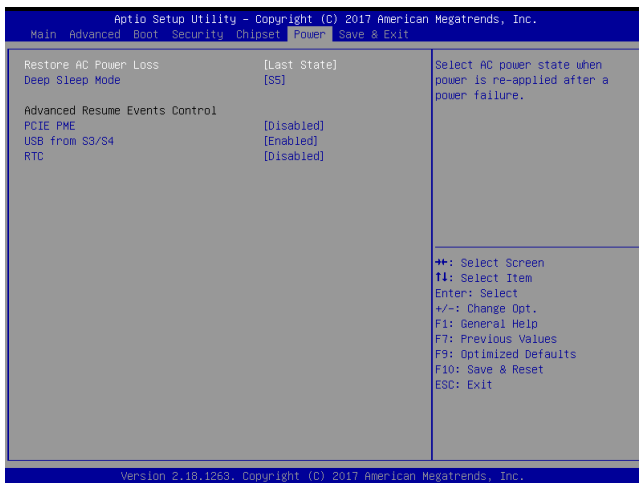 Aptio Setup Utility – Copyright (C) 2017 American Megatrends, Inc.
Main Advanced Boot Security Chipset Power Save & Exit
Restore AC Power Loss [Last State]
Deep Sleep Mode [S5]
Advanced Resume Events Control
PCIE PME [Disabled]
USB from S3/S4 [Enabled]
RTC [Disabled]
Select AC power state when
power is re-applied after a
power failure.
→←: Select Screen
↑↓: Select Item
Enter: Select
+/-: Change Opt.
F1: General Help
F7: Previous Values
F9: Optimized Defaults
F10: Save & Reset
ESC: Exit
Version 2.18.1263. Copyright (C) 2017 American Megatrends, Inc.